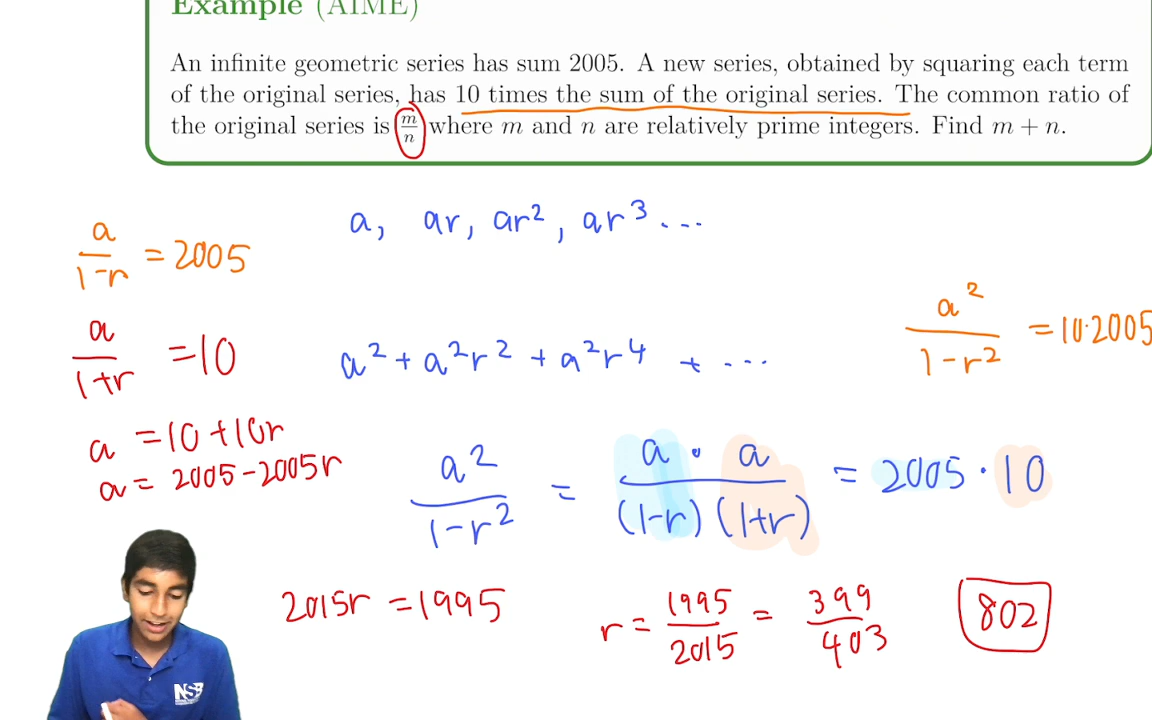 Example (AIME)
An infinite geometric series has sum 2005. A new series, obtained by squaring each term
of the original series, has 10 times the sum of the original series. The common ratio of
the original series is m/n where m and n are relatively prime integers. Find m + n.
a, ar, ar², ar³ ...
a/(1-r) = 2005
a²/(1-r²) = 10·2005
a/(1+r) = 10
a² + a²r² + a²r⁴ + ...
a = 10 + 10r
a = 2005 - 2005r
a²/(1-r²) = a · a/(1-r)(1+r) = 2005 · 10
2015r = 1995
r = 1995/2015 = 399/403
802